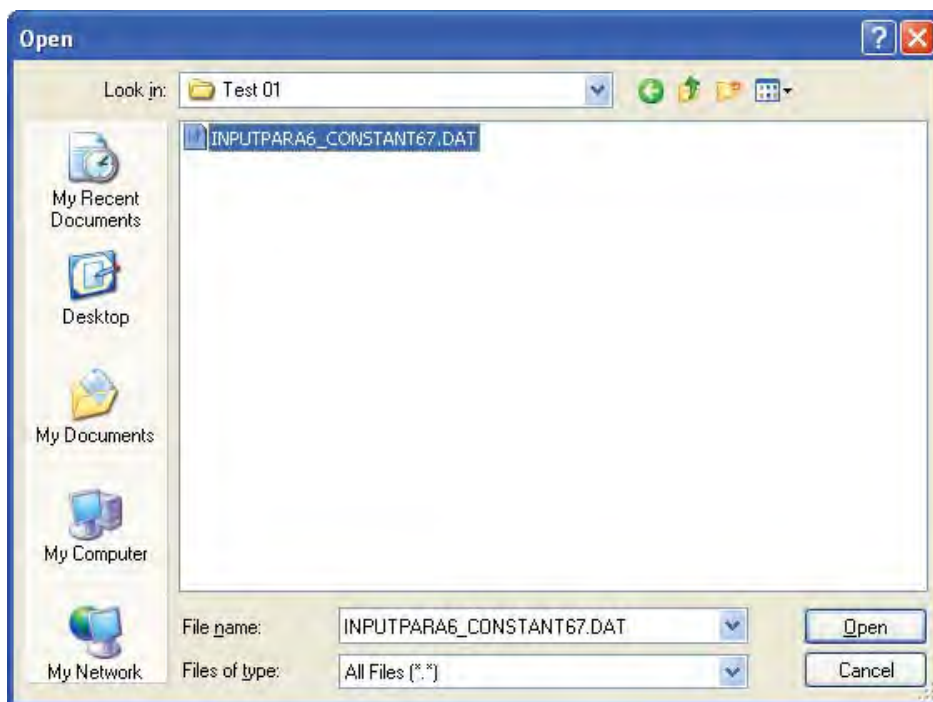 Open
Look in: Test 01
INPUTPARA6_CONSTANT67.DAT
My Recent
Documents
Desktop
My Documents
My Computer
My Network
File name: INPUTPARA6_CONSTANT67.DAT Open
Files of type: All Files (*.*) Cancel